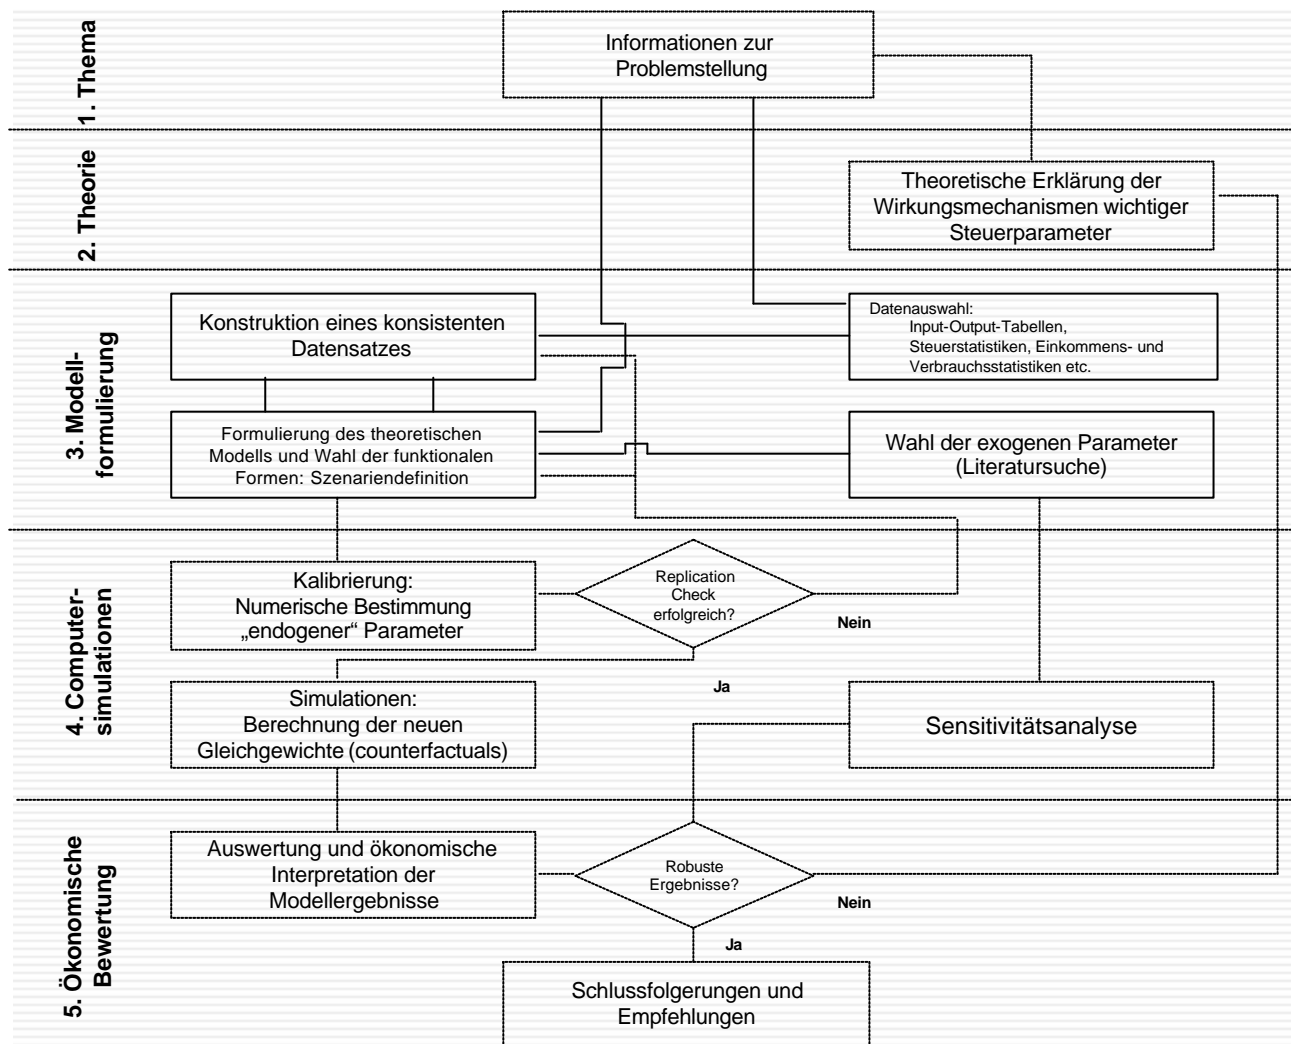 1. Thema
Informationen zur
Problemstellung
2. Theorie
Theoretische Erklärung der
Wirkungsmechanismen wichtiger
Steuerparameter
3. Modell-
formulierung
Konstruktion eines konsistenten
Datensatzes
Datenauswahl:
Input-Output-Tabellen,
Steuerstatistiken, Einkommens- und
Verbrauchsstatistiken etc.
Formulierung des theoretischen
Modells und Wahl der funktionalen
Formen: Szenariendefinition
Wahl der exogenen Parameter
(Literatursuche)
4. Computer-
simulationen
Kalibrierung:
Numerische Bestimmung
„endogener“ Parameter
Replication
Check
erfolgreich?
Nein
Ja
Simulationen:
Berechnung der neuen
Gleichgewichte (counterfactuals)
Sensitivitätsanalyse
5. Ökonomische
Bewertung
Auswertung und ökonomische
Interpretation der
Modellergebnisse
Robuste
Ergebnisse?
Nein
Ja
Schlussfolgerungen und
Empfehlungen